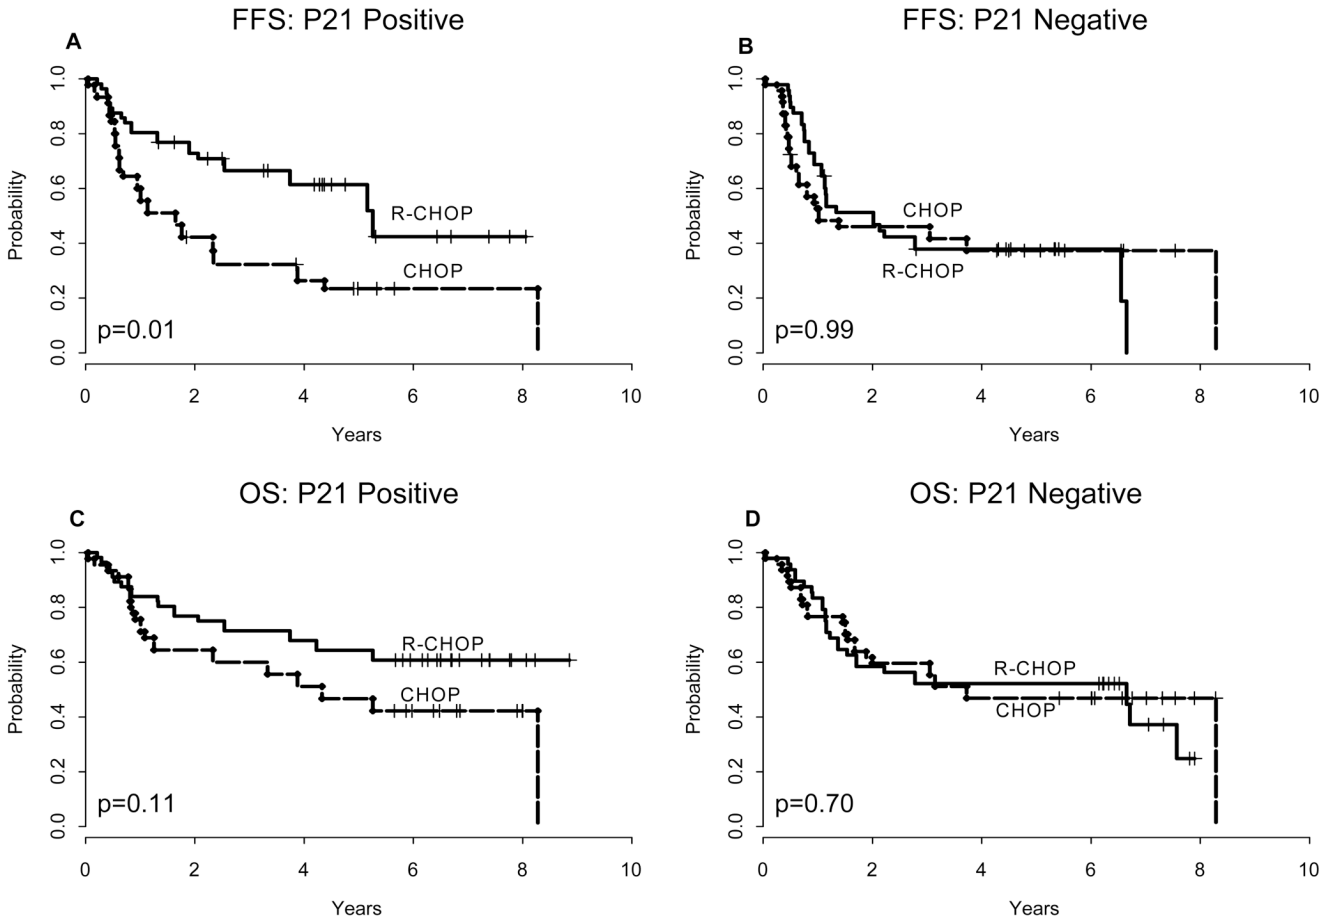 FFS: P21 Positive
A
Probability
1.0
0.8
0.6
0.4
0.2
0.0
R-CHOP
CHOP
p=0.01
0 2 4 6 8 10
Years
FFS: P21 Negative
B
Probability
1.0
0.8
0.6
0.4
0.2
0.0
CHOP
R-CHOP
p=0.99
0 2 4 6 8 10
Years
OS: P21 Positive
C
Probability
1.0
0.8
0.6
0.4
0.2
0.0
R-CHOP
CHOP
p=0.11
0 2 4 6 8 10
Years
OS: P21 Negative
D
Probability
1.0
0.8
0.6
0.4
0.2
0.0
R-CHOP
CHOP
p=0.70
0 2 4 6 8 10
Years